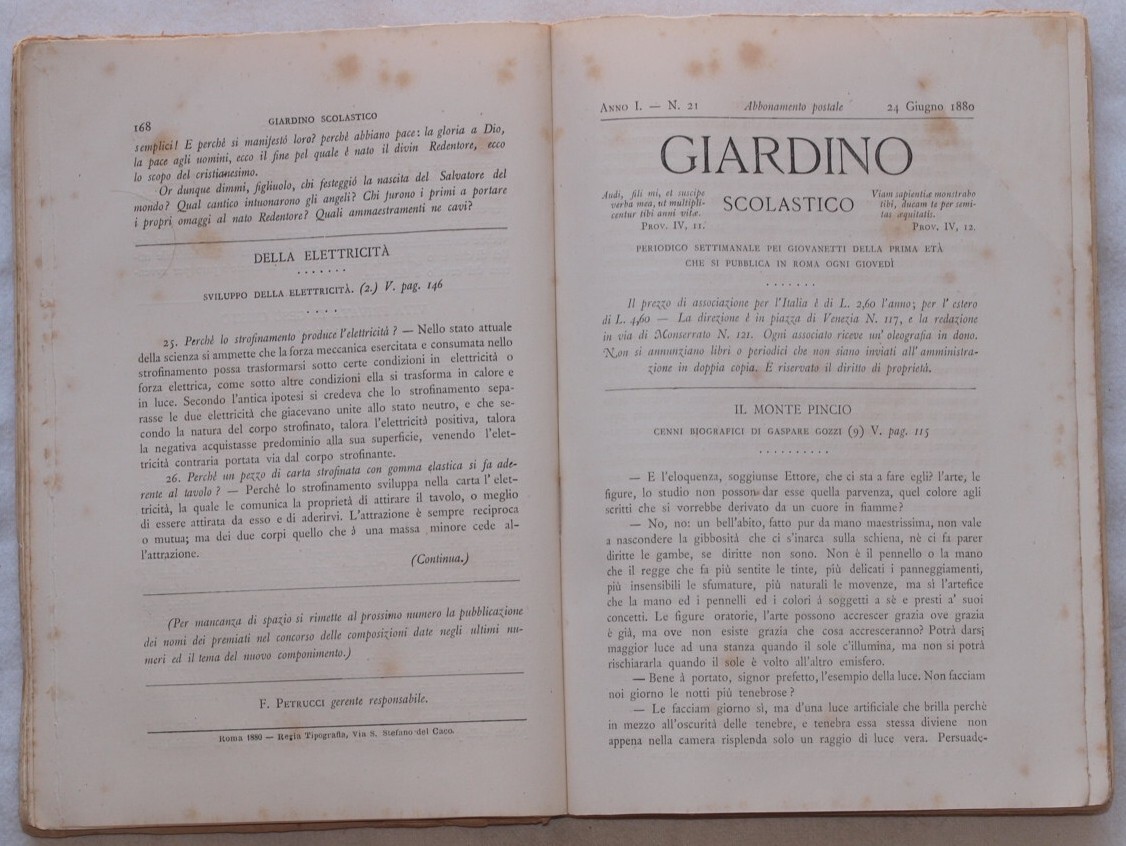 168
GIARDINO SCOLASTICO
semplici! E perchè si manifestó loro? perchè abbiano pace: la gloria a Dio,
la pace agli uomini, ecco il fine pel quale è nato il divin Redentore, ecco
lo scopo del cristianesimo.
Or dunque dimmi, figliuolo, chi festeggiò la nascita del Salvatore del
mondo? Qual cantico intuonarono gli angeli? Chi furono i primi a portare
i propri omaggi al nato Redentore? Quali ammaestramenti ne cavi?
DELLA ELETTRICITÀ
SVILUPPO DELLA ELETTRICITÀ. (2.) V. pag. 146
25. Perchè lo strofinamento produce l'elettricità? — Nello stato attuale
della scienza si ammette che la forza meccanica esercitata e consumata nello
strofinamento possa trasformarsi sotto certe condizioni in elettricità o
forza elettrica, come sotto altre condizioni ella si trasforma in calore e
in luce. Secondo l'antica ipotesi si credeva che lo strofinamento sepa-
rasse le due elettricità che giacevano unite allo stato neutro, e che se-
condo la natura del corpo strofinato, talora l'elettricità positiva, talora
la negativa acquistasse predominio alla sua superficie, venendo l'elet-
tricità contraria portata via dal corpo strofinante.
26. Perchè un pezzo di carta strofinata con gomma elastica si fa ade-
rente al tavolo? — Perchè lo strofinamento sviluppa nella carta l'elet-
tricità, la quale le comunica la proprietà di attirare il tavolo, o meglio
di essere attirata da esso e di aderirvi. L'attrazione è sempre reciproca
o mutua; ma dei due corpi quello che à una massa minore cede al-
l'attrazione.
(Continua.)
(Per mancanza di spazio si rimette al prossimo numero la pubblicazione
dei nomi dei premiati nel concorso delle composizioni date negli ultimi nu-
meri ed il tema del nuovo componimento.)
F. PETRUCCI gerente responsabile.
Roma 1880 — Regia Tipografia, Via S. Stefano del Caco.
ANNO I. — N. 21 Abbonamento postale 24 Giugno 1880
GIARDINO
SCOLASTICO
Audi, fili mi, et suscipe
verba mea, ut multipli-
centur tibi anni vitæ.
PROV. IV, 11.
Viam sapientiæ monstrabo
tibi, ducam te per semi-
tas æquitatis.
PROV. IV, 12.
PERIODICO SETTIMANALE PEI GIOVANETTI DELLA PRIMA ETÀ
CHE SI PUBBLICA IN ROMA OGNI GIOVEDÌ
Il prezzo di associazione per l'Italia è di L. 2,60 l'anno; per l'estero
di L. 4,60 — La direzione è in piazza di Venezia N. 117, e la redazione
in via di Monserrato N. 121. Ogni associato riceve un'oleografia in dono.
Non si annunziano libri o periodici che non siano inviati all'amministra-
zione in doppia copia. È riservato il diritto di proprietà.
IL MONTE PINCIO
CENNI BIOGRAFICI DI GASPARE GOZZI (9) V. pag. 115
— E l'eloquenza, soggiunse Ettore, che ci sta a fare egli? l'arte, le
figure, lo studio non posson dar esse quella parvenza, quel colore agli
scritti che si vorrebbe derivato da un cuore in fiamme?
— No, no: un bell'abito, fatto pur da mano maestrissima, non vale
a nascondere la gibbosità che ci s'inarca sulla schiena, nè ci fa parer
diritte le gambe, se diritte non sono. Non è il pennello o la mano
che il regge che fa più sentite le tinte, più delicati i panneggiamenti,
più insensibili le sfumature, più naturali le movenze, ma sì l'artefice
che la mano ed i pennelli ed i colori à soggetti a sè e presti a' suoi
concetti. Le figure oratorie, l'arte possono accrescer grazia ove grazia
è già, ma ove non esiste grazia che cosa accresceranno? Potrà darsi
maggior luce ad una stanza quando il sole c'illumina, ma non si potrà
rischiararla quando il sole è volto all'altro emisfero.
— Bene à portato, signor prefetto, l'esempio della luce. Non facciam
noi giorno le notti più tenebrose?
— Le facciam giorno sì, ma d'una luce artificiale che brilla perchè
in mezzo all'oscurità delle tenebre, e tenebra essa stessa diviene non
appena nella camera risplenda solo un raggio di luce vera. Persuade-